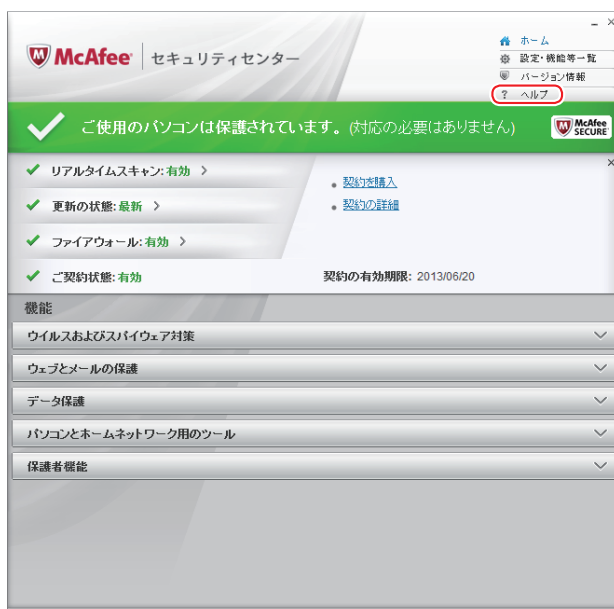 McAfee セキュリティセンター
ホーム
設定・機能等一覧
バージョン情報
? ヘルプ
ご使用のパソコンは保護されています。(対応の必要はありません)
McAfee
SECURE
リアルタイムスキャン:有効
更新の状態:最新
ファイアウォール:有効
ご契約状態:有効
契約を購入
契約の詳細
契約の有効期限: 2013/06/20
機能
ウイルスおよびスパイウェア対策
ウェブとメールの保護
データ保護
パソコンとホームネットワーク用のツール
保護者機能